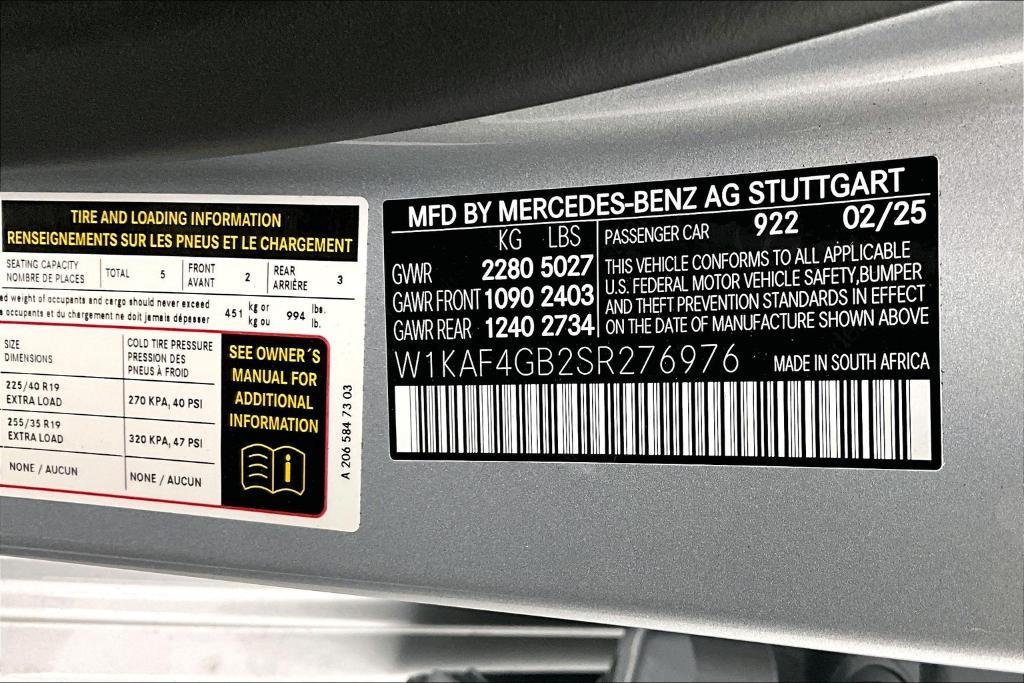 TIRE AND LOADING INFORMATION
RENSEIGNEMENTS SUR LES PNEUS ET LE CHARGEMENT
SEATING CAPACITY
NOMBRE DE PLACES
TOTAL 5
FRONT
AVANT
2
REAR
ARRIÈRE
3
weight of occupants and cargo should never exceed
occupants et du chargement ne doit jamais dépasser
451
kg or
kg ou
994
lbs.
lb.
SIZE
DIMENSIONS
COLD TIRE PRESSURE
PRESSION DES
PNEUS À FROID
225/40 R19
EXTRA LOAD
270 KPA, 40 PSI
255/35 R19
EXTRA LOAD
320 KPA, 47 PSI
NONE / AUCUN
NONE / AUCUN
SEE OWNER´S
MANUAL FOR
ADDITIONAL
INFORMATION
i
A 206 584 73 03
MFD BY MERCEDES-BENZ AG STUTTGART
KG LBS
GVWR 2280 5027
GAWR FRONT 1090 2403
GAWR REAR 1240 2734
PASSENGER CAR 922 02/25
THIS VEHICLE CONFORMS TO ALL APPLICABLE
U.S. FEDERAL MOTOR VEHICLE SAFETY,BUMPER
AND THEFT PREVENTION STANDARDS IN EFFECT
ON THE DATE OF MANUFACTURE SHOWN ABOVE
W1KAF4GB2SR276976
MADE IN SOUTH AFRICA